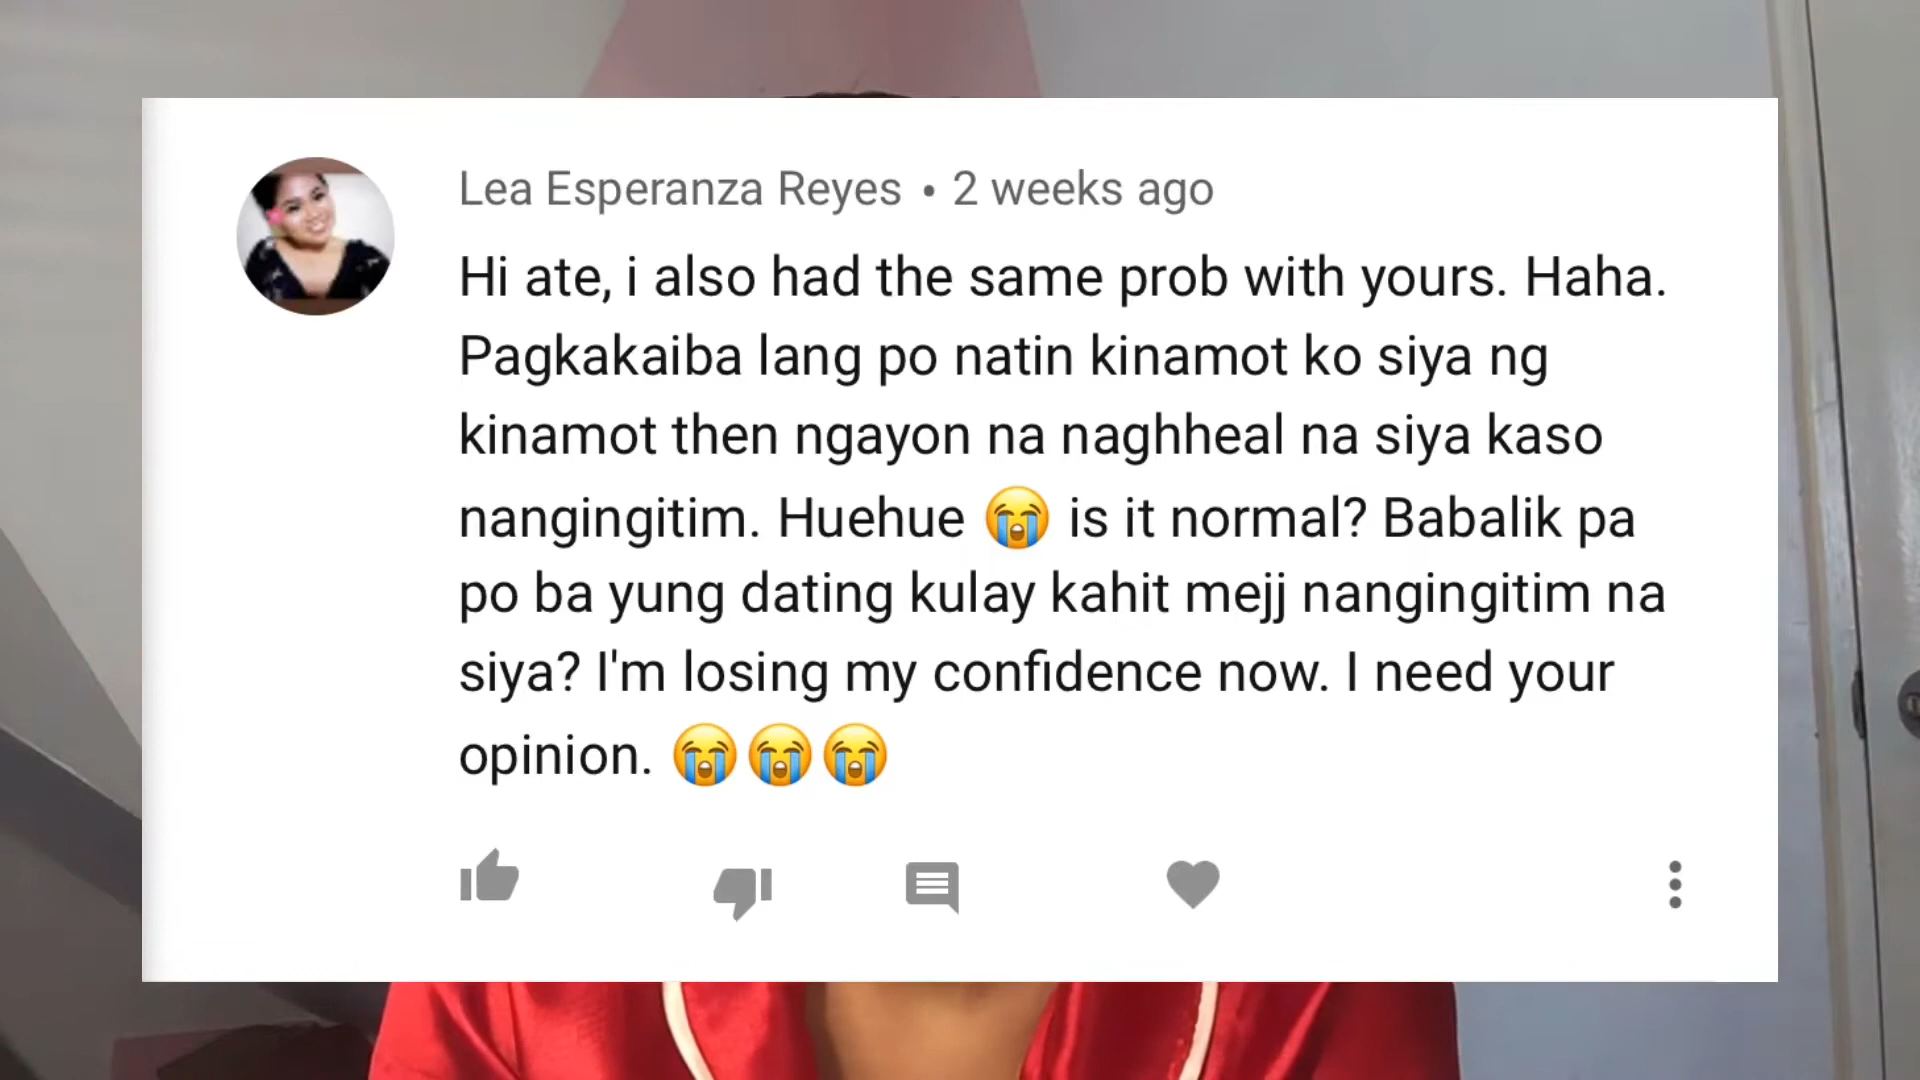 Lea Esperanza Reyes • 2 weeks ago
Hi ate, i also had the same prob with yours. Haha.
Pagkakaiba lang po natin kinamot ko siya ng
kinamot then ngayon na naghheal na siya kaso
nangingitim. Huehue 😭 is it normal? Babalik pa
po ba yung dating kulay kahit mejj nangingitim na
siya? I'm losing my confidence now. I need your
opinion. 😭😭😭